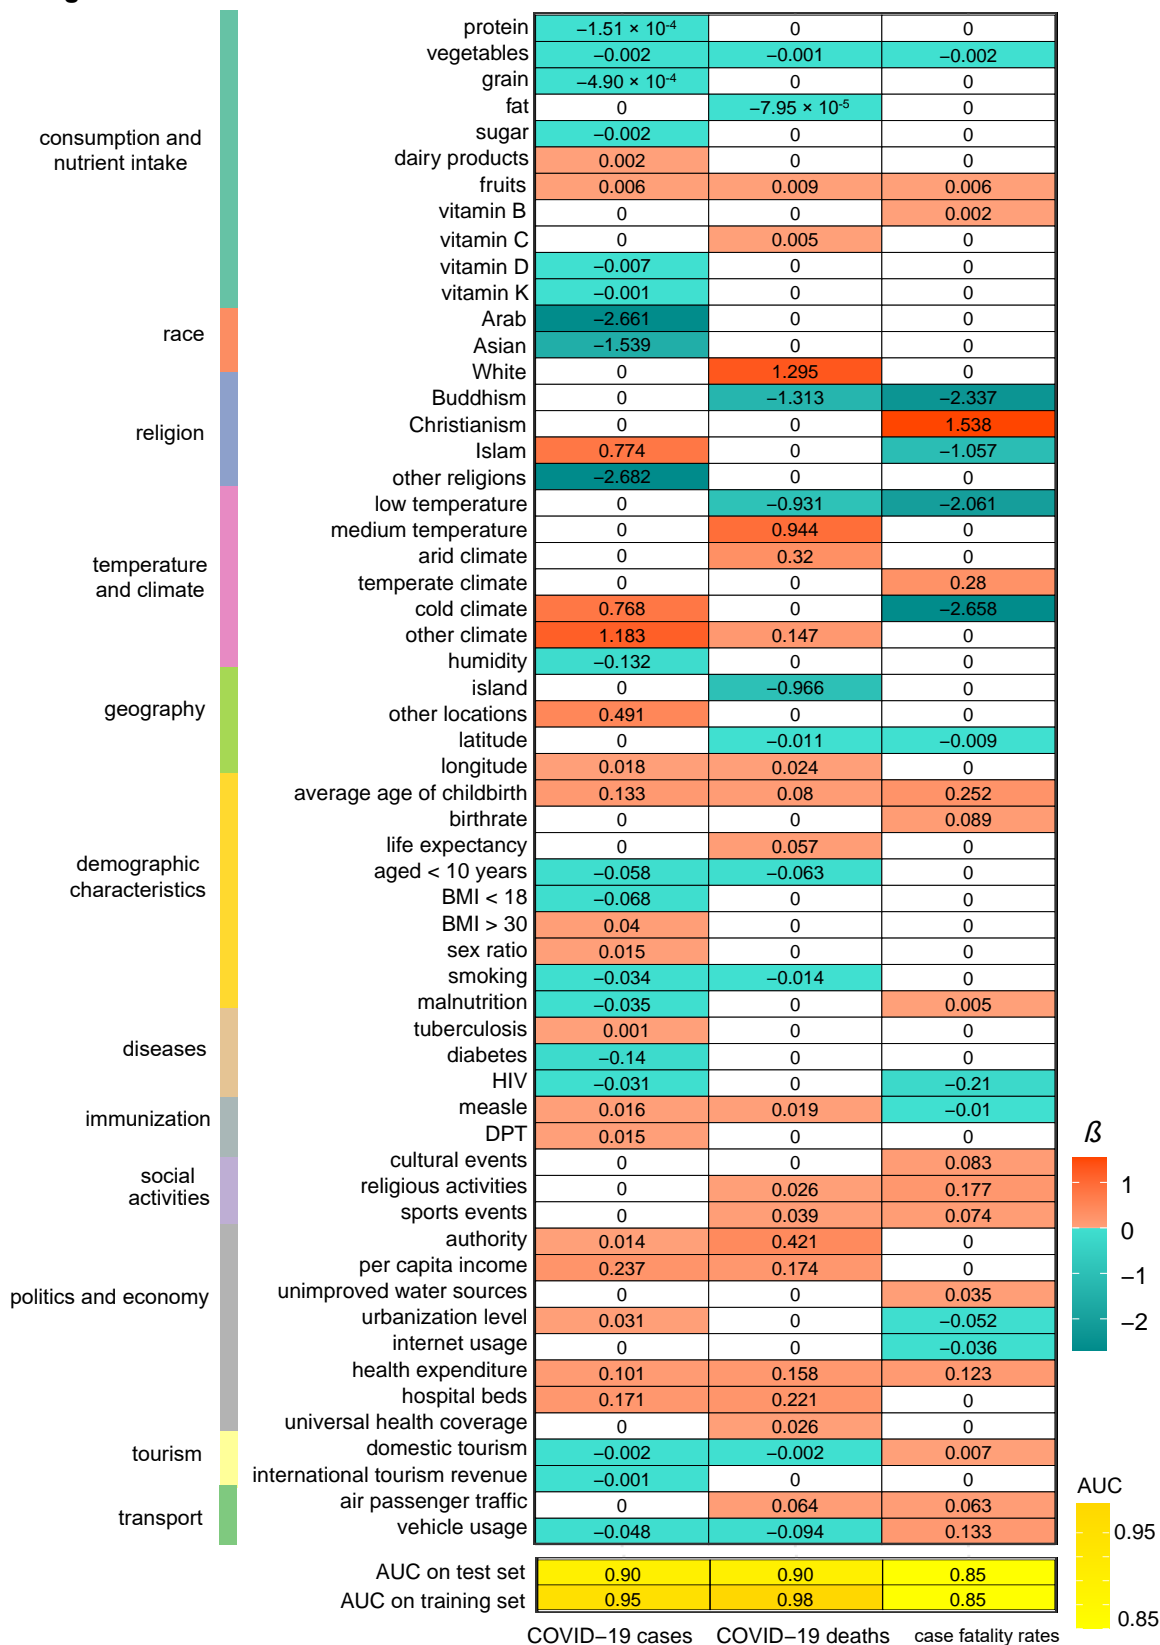 protein −1.51 × 10-4 0 0
vegetables −0.002 −0.001 −0.002
grain −4.90 × 10-4 0 0
fat 0 −7.95 × 10-5 0
sugar −0.002 0 0
consumption and
nutrient intake
dairy products 0.002 0 0
fruits 0.006 0.009 0.006
vitamin B 0 0 0.002
vitamin C 0 0.005 0
vitamin D −0.007 0 0
vitamin K −0.001 0 0
race
Arab −2.661 0 0
Asian −1.539 0 0
White 0 1.295 0
religion
Buddhism 0 −1.313 −2.337
Christianism 0 0 1.538
Islam 0.774 0 −1.057
other religions −2.682 0 0
temperature
and climate
low temperature 0 −0.931 −2.061
medium temperature 0 0.944 0
arid climate 0 0.32 0
temperate climate 0 0 0.28
cold climate 0.768 0 −2.658
other climate 1.183 0.147 0
humidity −0.132 0 0
geography
island 0 −0.966 0
other locations 0.491 0 0
latitude 0 −0.011 −0.009
longitude 0.018 0.024 0
demographic
characteristics
average age of childbirth 0.133 0.08 0.252
birthrate 0 0 0.089
life expectancy 0 0.057 0
aged < 10 years −0.058 −0.063 0
BMI < 18 −0.068 0 0
BMI > 30 0.04 0 0
sex ratio 0.015 0 0
smoking −0.034 −0.014 0
malnutrition −0.035 0 0.005
diseases
tuberculosis 0.001 0 0
diabetes −0.14 0 0
HIV −0.031 0 −0.21
immunization
measle 0.016 0.019 −0.01
DPT 0.015 0 0
social
activities
cultural events 0 0 0.083
religious activities 0 0.026 0.177
sports events 0 0.039 0.074
politics and economy
authority 0.014 0.421 0
per capita income 0.237 0.174 0
unimproved water sources 0 0 0.035
urbanization level 0.031 0 −0.052
internet usage 0 0 −0.036
health expenditure 0.101 0.158 0.123
hospital beds 0.171 0.221 0
universal health coverage 0 0.026 0
tourism
domestic tourism −0.002 −0.002 0.007
international tourism revenue −0.001 0 0
transport
air passenger traffic 0 0.064 0.063
vehicle usage −0.048 −0.094 0.133
AUC on test set 0.90 0.90 0.85
AUC on training set 0.95 0.98 0.85
COVID−19 cases COVID−19 deaths case fatality rates
ß
1
0
−1
−2
AUC
0.95
0.85